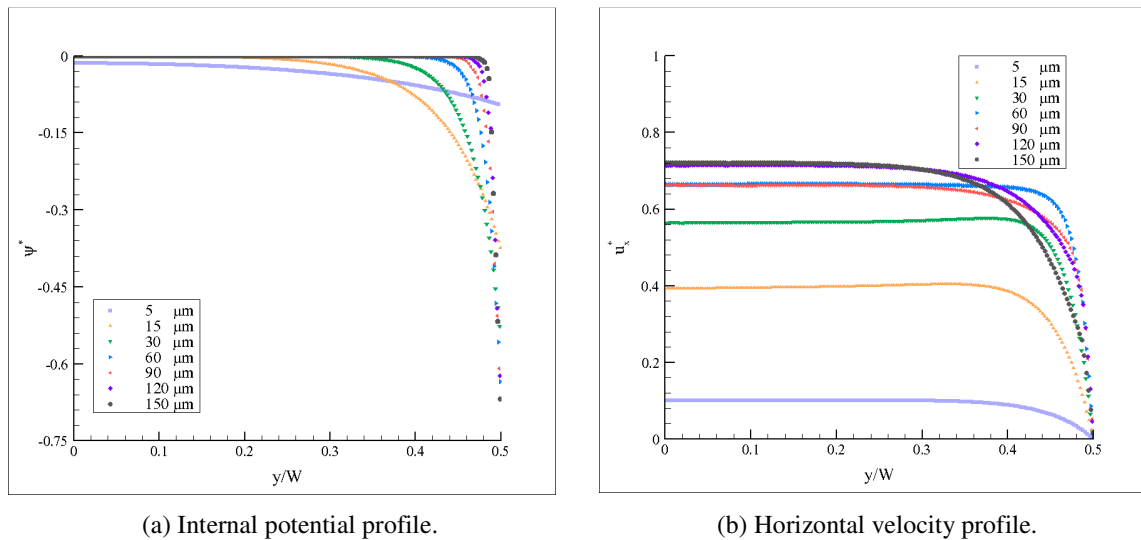 0
-0.15
-0.3
-0.45
-0.6
-0.75
ψ*
5 μm
15 μm
30 μm
60 μm
90 μm
120 μm
150 μm
0 0.1 0.2 0.3 0.4 0.5
y/W
(a) Internal potential profile.
1
0.8
0.6
0.4
0.2
0
5 μm
15 μm
30 μm
60 μm
90 μm
120 μm
150 μm
0 0.1 0.2 0.3 0.4 0.5
y/W
(b) Horizontal velocity profile.